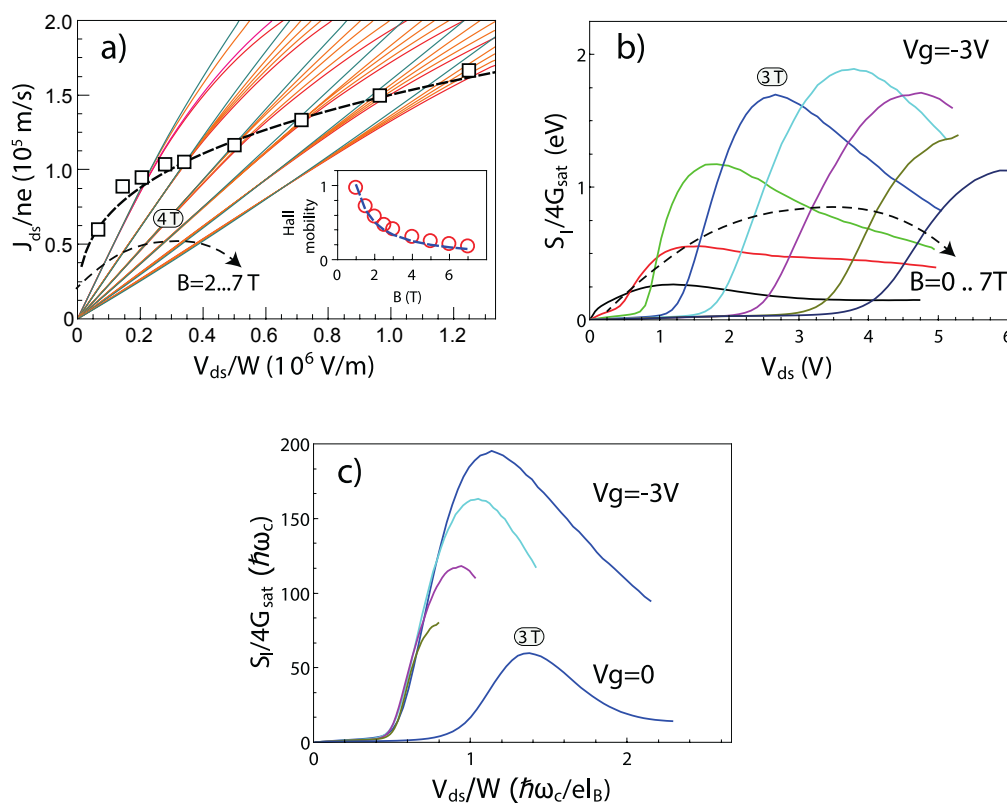 a)
2.0
1.5
1.0
0.5
0
J_ds/ne (10^5 m/s)
4 T
B=2...7 T
0
0.2
0.4
0.6
0.8
1.0
1.2
V_ds/W (10^6 V/m)
1
0
Hall
mobility
0
2
4
6
B (T)
b)
Vg=-3V
3 T
2
1
0
S_I/4G_sat (eV)
B=0 .. 7T
0
1
2
3
4
5
6
V_ds (V)
c)
200
150
100
50
0
S_I/4G_sat (ℏω_c)
Vg=-3V
3 T
Vg=0
0
1
2
V_ds/W (ℏω_c/el_B)